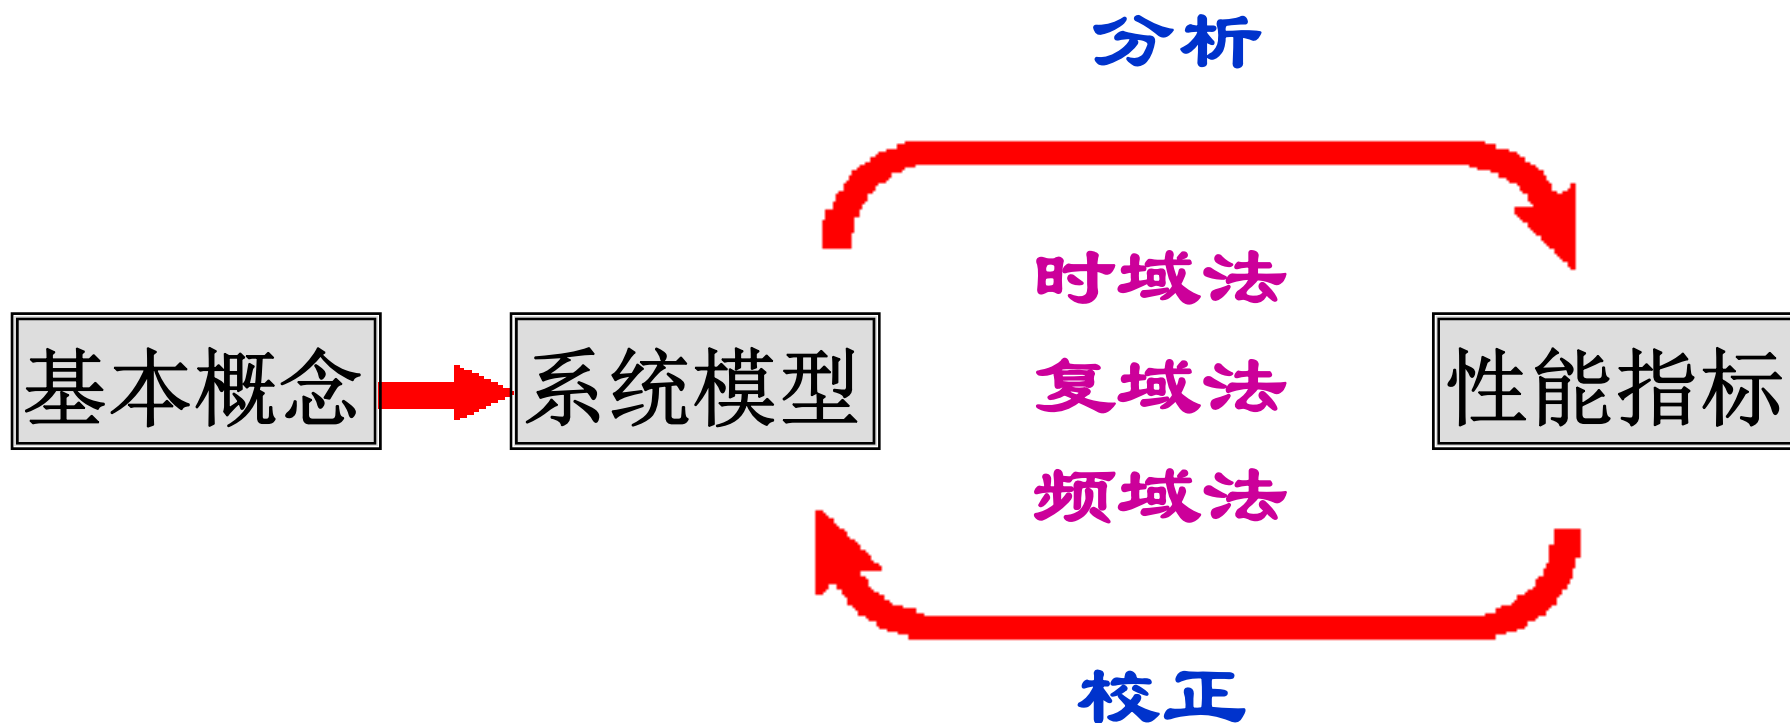 分析
时域法
基本概念
系统模型
复域法
性能指标
频域法
校正